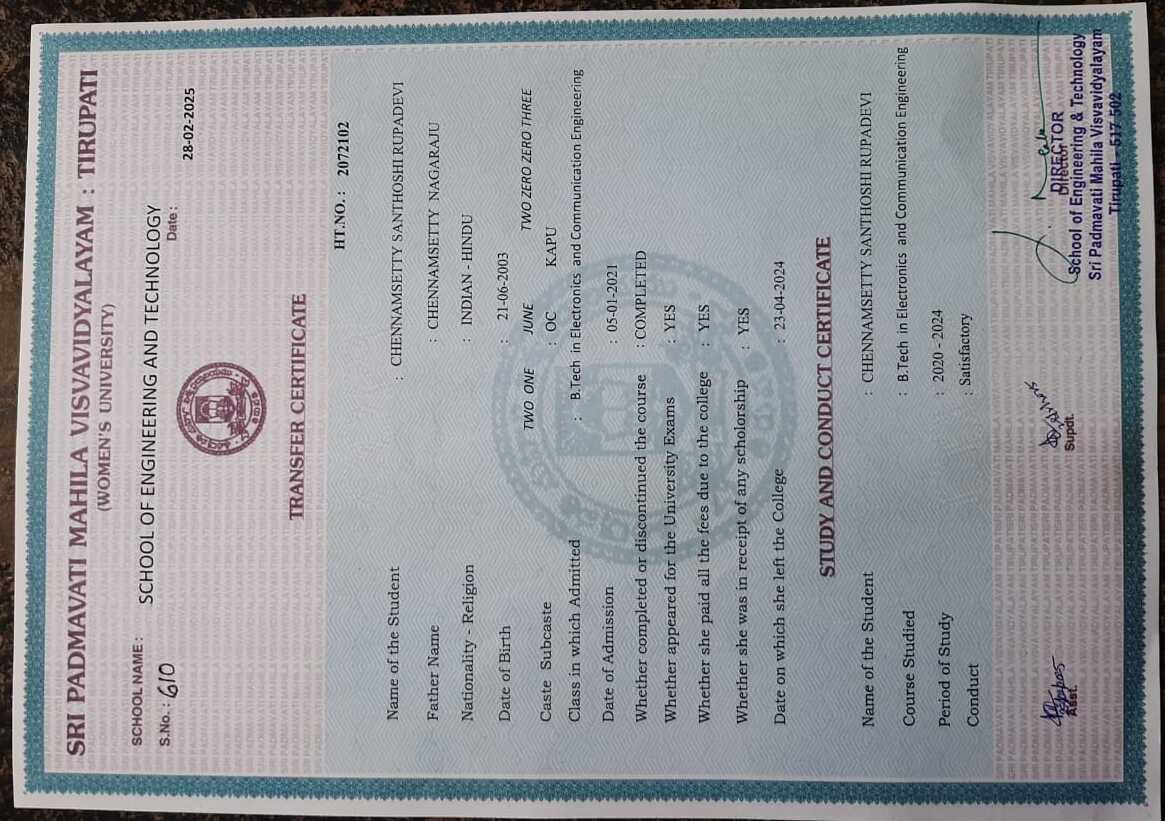 SRI PADMAVATI MAHILA VISVAVIDYALAYAM : TIRUPATI
(WOMEN'S UNIVERSITY)
SCHOOL NAME :
SCHOOL OF ENGINEERING AND TECHNOLOGY
S.No. : 610
Date :
28-02-2025
TRANSFER CERTIFICATE
HT.NO. : 2072102
Name of the Student : CHENNAMSETTY SANTHOSHI RUPADEVI
Father Name : CHENNAMSETTY NAGARAJU
Nationality - Religion : INDIAN - HINDU
Date of Birth : 21-06-2003
TWO ONE JUNE TWO ZERO ZERO THREE
Caste Subcaste : OC KAPU
Class in which Admitted : B.Tech in Electronics and Communication Engineering
Date of Admission : 05-01-2021
Whether completed or discontinued the course : COMPLETED
Whether appeared for the University Exams : YES
Whether she paid all the fees due to the college : YES
Whether she was in receipt of any scholorship : YES
Date on which she left the College : 23-04-2024
STUDY AND CONDUCT CERTIFICATE
Name of the Student : CHENNAMSETTY SANTHOSHI RUPADEVI
Course Studied : B.Tech in Electronics and Communication Engineering
Period of Study : 2020 - 2024
Conduct : Satisfactory
Asst.
Supdt.
Director
DIRECTOR
School of Engineering & Technology
Sri Padmavati Mahila Visvavidyalayam
Tirupati - 517 502